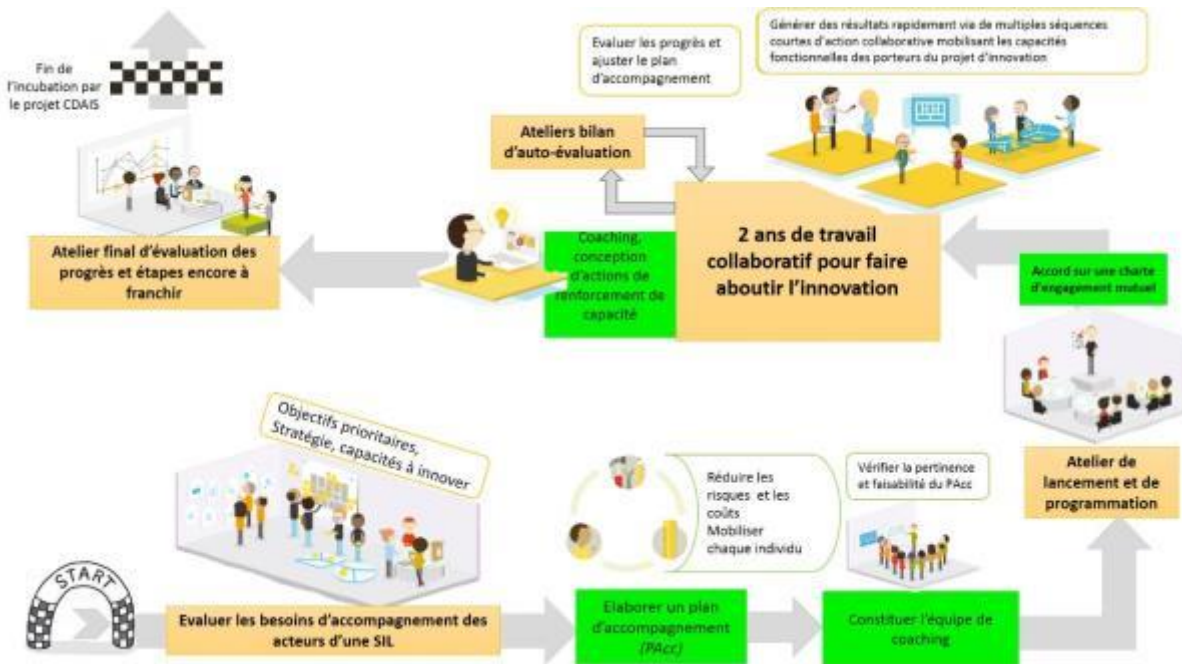 Fin de
l'incubation par
le projet CDAIS
Evaluer les progrès et
ajuster le plan
d'accompagnement
Générer des résultats rapidement via de multiples séquences
courtes d'action collaborative mobilisant les capacités
fonctionnelles des porteurs du projet d'innovation
Ateliers bilan
d'auto-évaluation
Atelier final d'évaluation des
progrès et étapes encore à
franchir
Coaching,
conception
d'actions de
renforcement de
capacité
2 ans de travail
collaboratif pour faire
aboutir l'innovation
Accord sur une charte
d'engagement mutuel
Atelier de
lancement et de
programmation
Objectifs prioritaires,
Stratégie, capacités à innover
Réduire les
risques et les
coûts
Mobiliser
chaque individu
Vérifier la pertinence
et faisabilité du PAcc
START
Evaluer les besoins d'accompagnement des
acteurs d'une SIL
Elaborer un plan
d'accompagnement
(PAcc)
Constituer l'équipe de
coaching